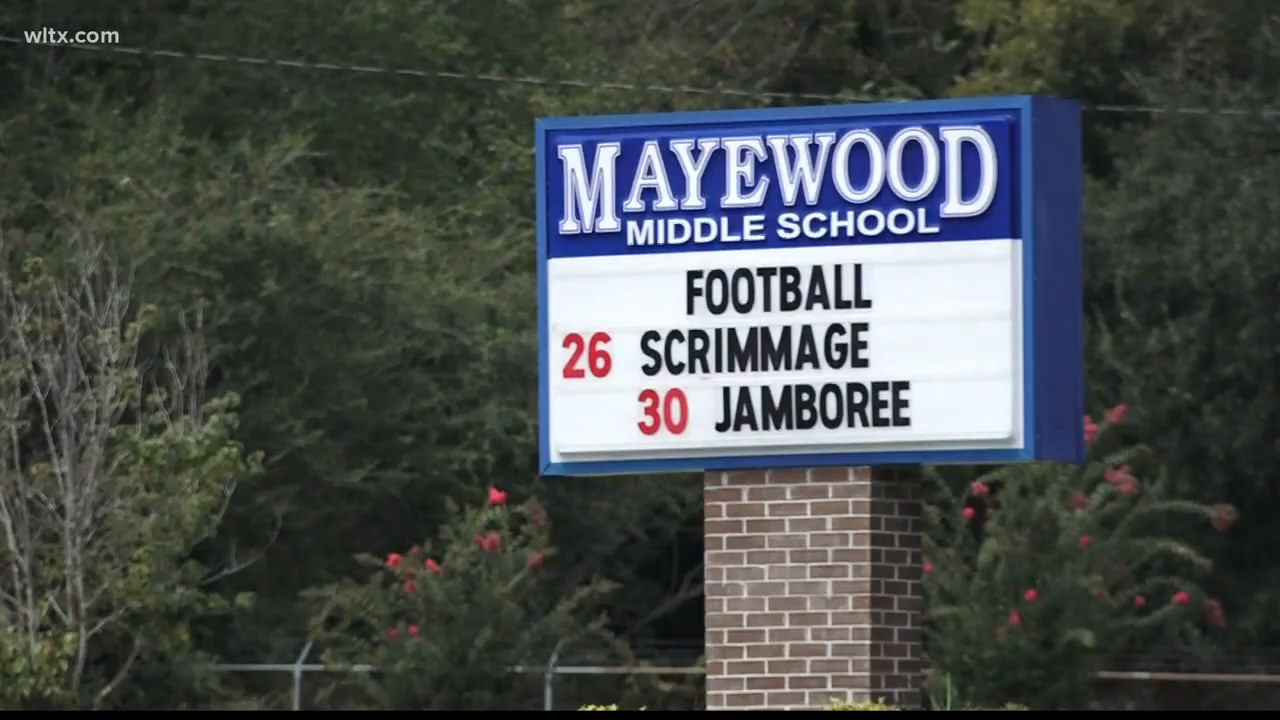 wltx.com
MAYEWOOD
MIDDLE SCHOOL
FOOTBALL
26 SCRIMMAGE
30 JAMBOREE